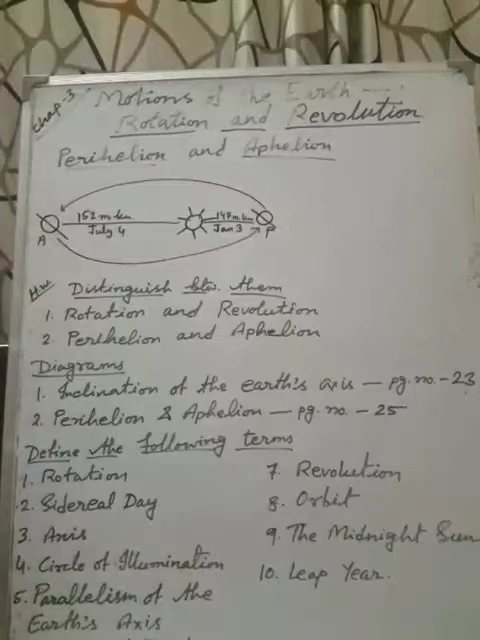 Chap-3 Motions of the Earth
Rotation and Revolution
Perihelion and Aphelion
152 m km 147 m km
A July 4 Jan 3 P
H.W. Distinguish btw. them
1. Rotation and Revolution
2. Perihelion and Aphelion
Diagrams
1. Inclination of the earth's axis – pg. no. – 23
2. Perihelion & Aphelion – pg. no. – 25
Define the following terms
1. Rotation
2. Sidereal Day
3. Axis
4. Circle of Illumination
5. Parallelism of the
Earth's Axis
7. Revolution
8. Orbit
9. The Midnight Sun
10. Leap Year.